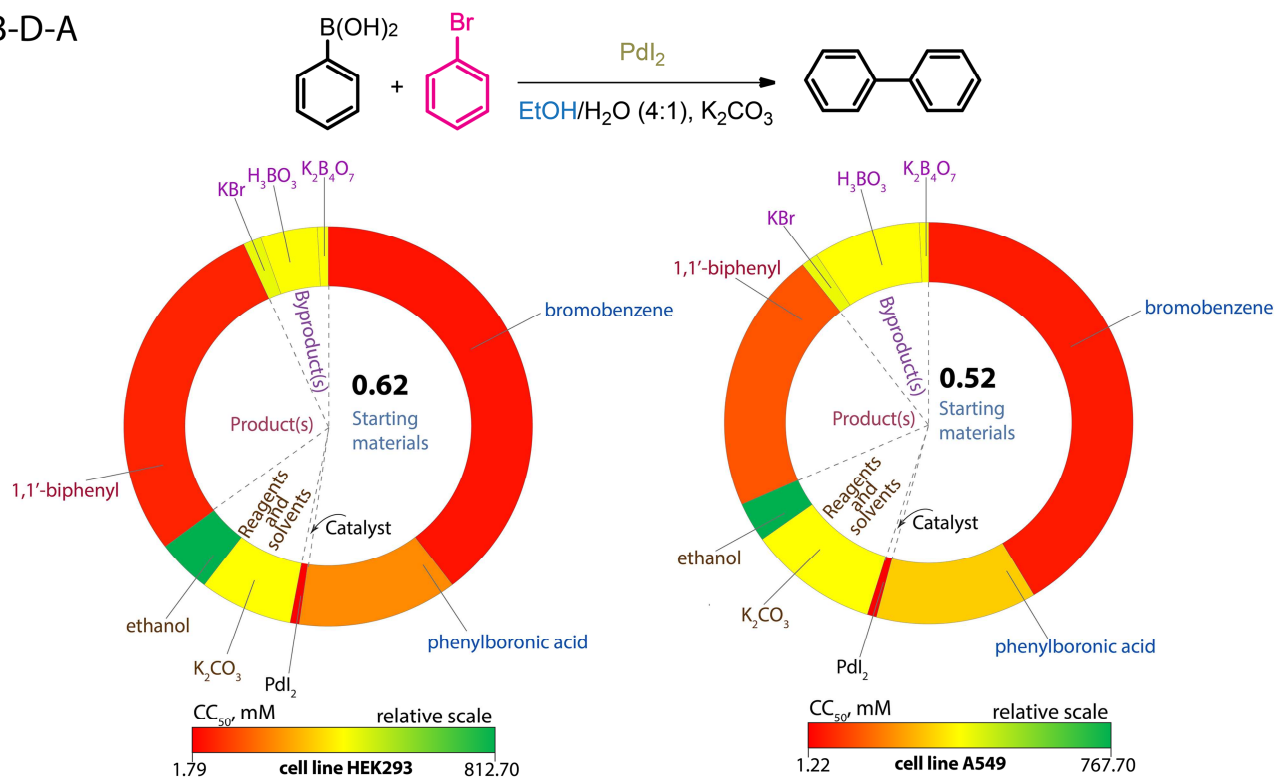 3-D-A
B(OH)₂
Br
+
PdI₂
EtOH/H₂O (4:1), K₂CO₃
KBr
H₃BO₃
K₂B₄O₇
bromobenzene
Byproduct(s)
0.62
Starting
materials
Product(s)
1,1′-biphenyl
Reagents
and
solvents
Catalyst
ethanol
phenylboronic acid
K₂CO₃
PdI₂
CC₅₀, mM
relative scale
1.79
cell line HEK293
812.70
KBr
H₃BO₃
K₂B₄O₇
1,1′-biphenyl
bromobenzene
Byproduct(s)
0.52
Starting
materials
Product(s)
Reagents
and
solvents
Catalyst
ethanol
K₂CO₃
phenylboronic acid
PdI₂
CC₅₀, mM
relative scale
1.22
cell line A549
767.70